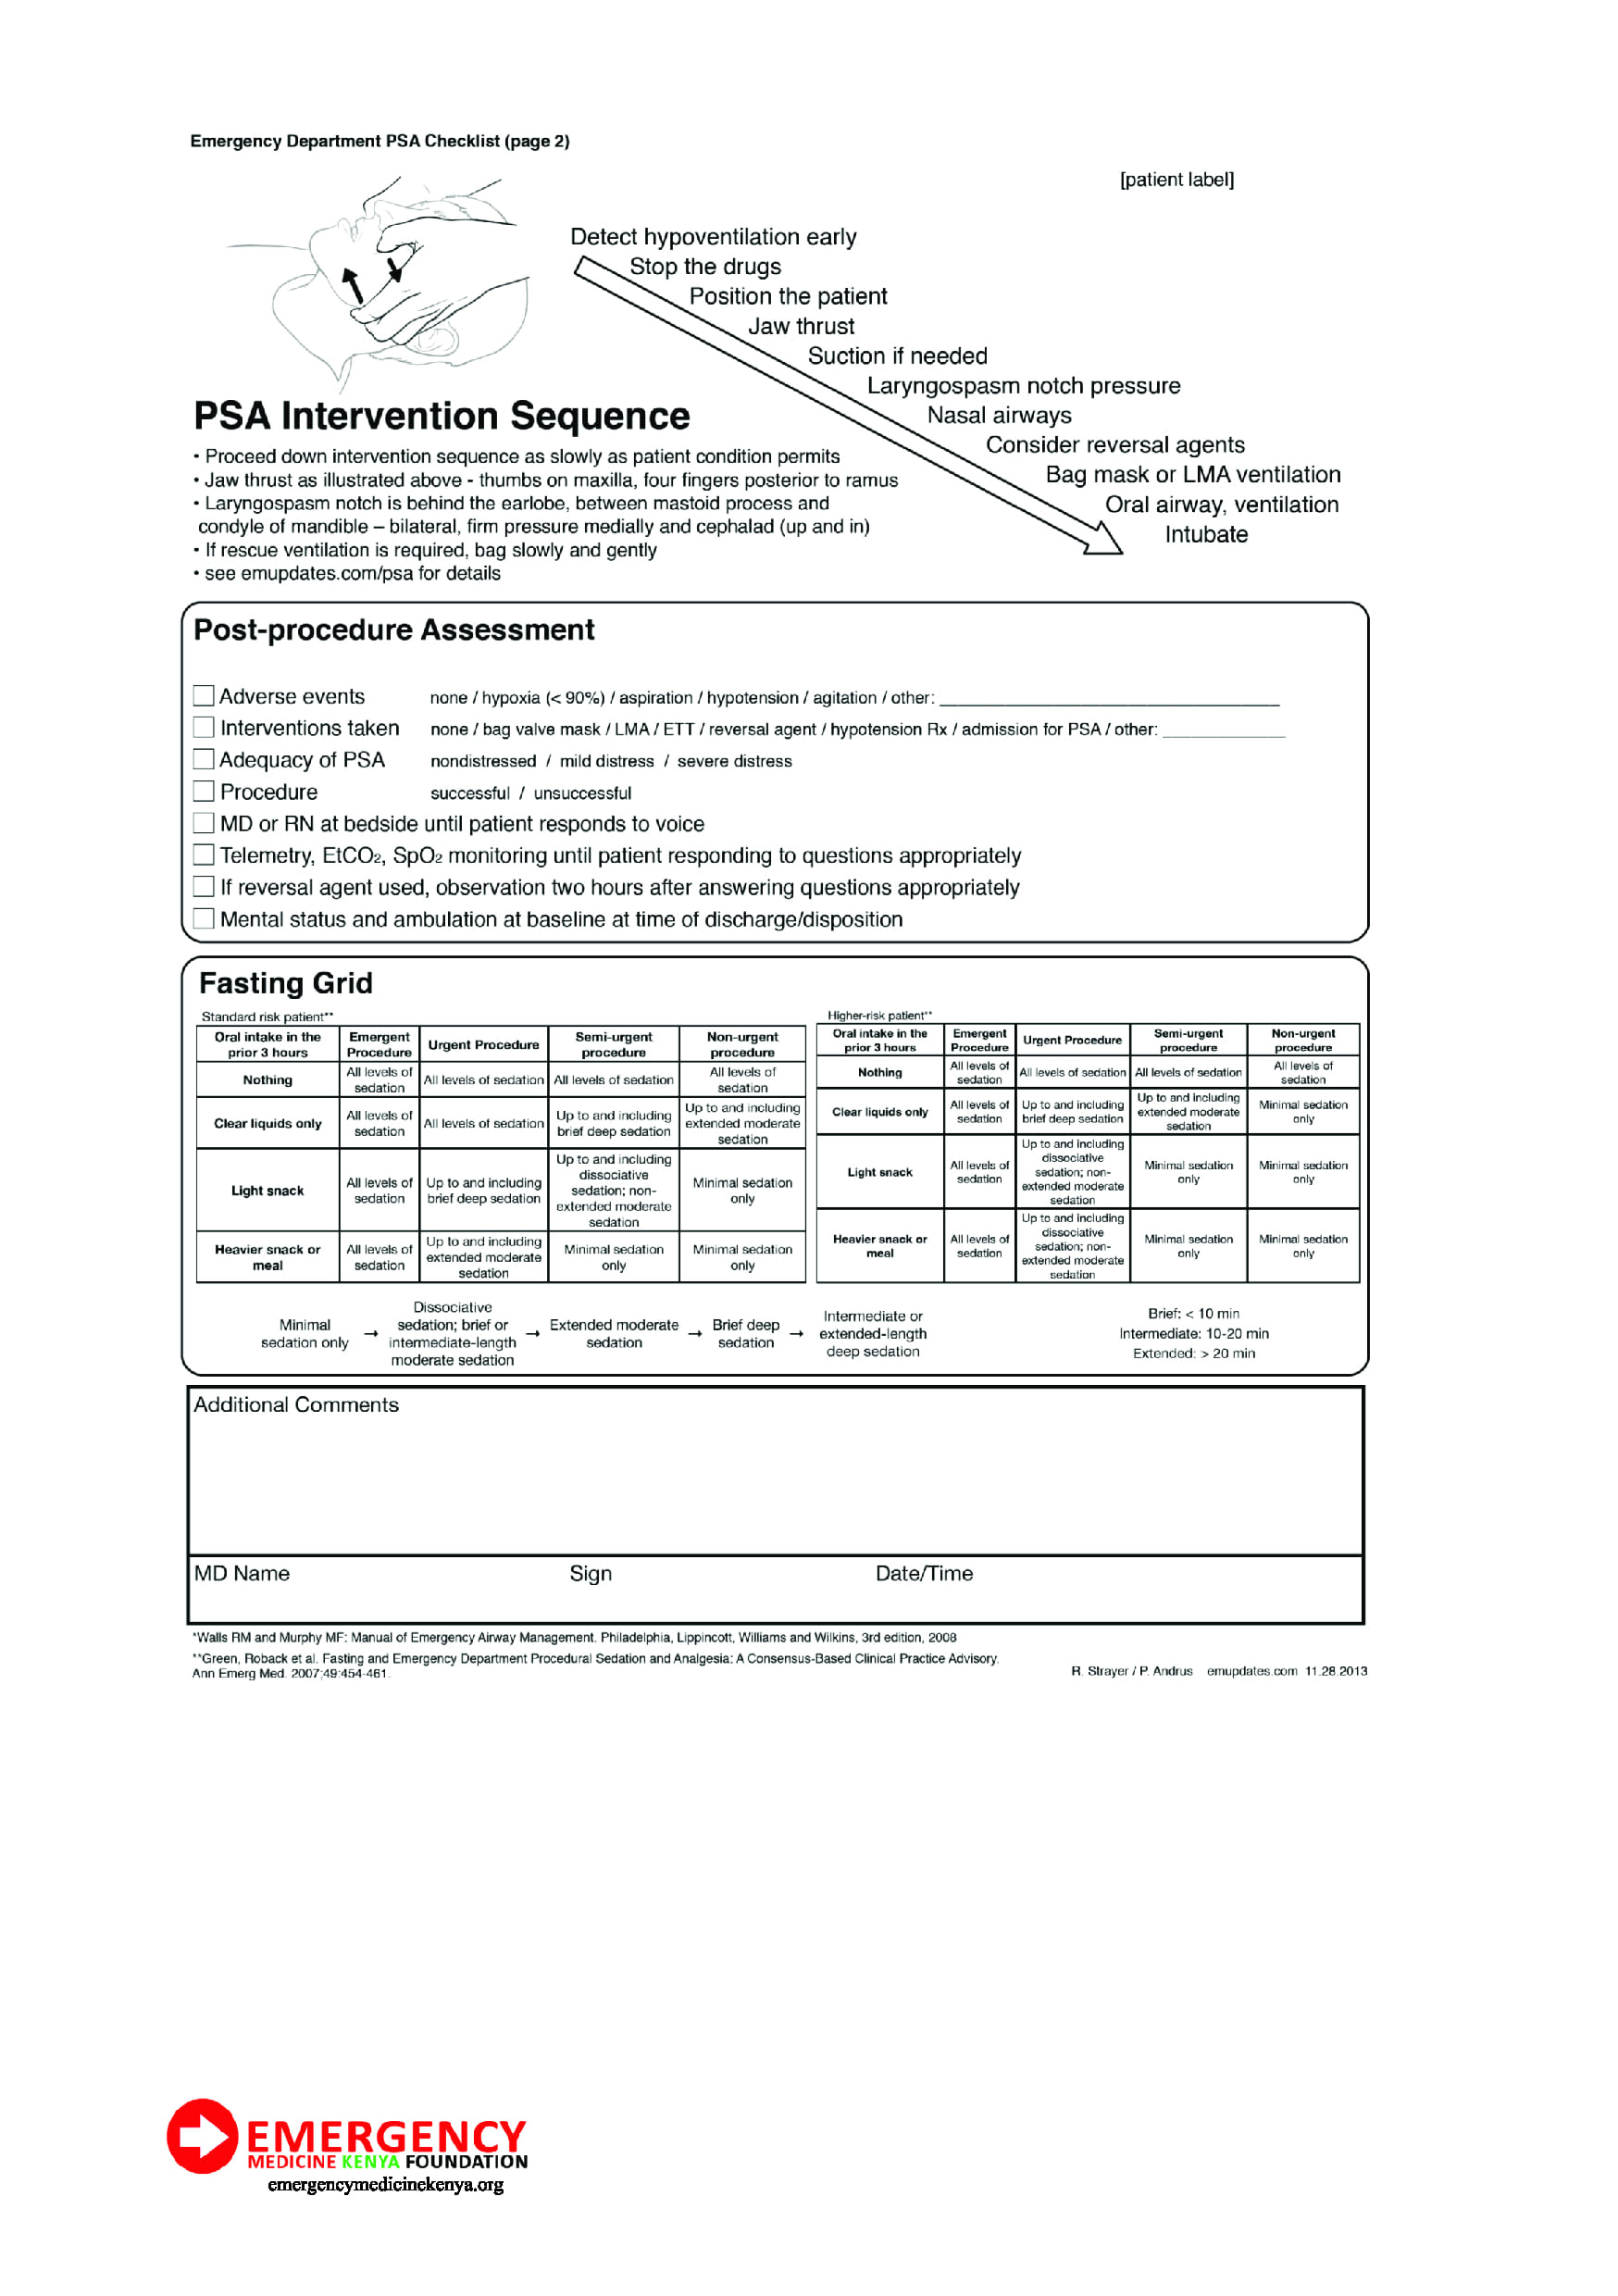 Emergency Department PSA Checklist (page 2)
[patient label]
Detect hypoventilation early
Stop the drugs
Position the patient
Jaw thrust
Suction if needed
Laryngospasm notch pressure
Nasal airways
Consider reversal agents
Bag mask or LMA ventilation
Oral airway, ventilation
Intubate
PSA Intervention Sequence
• Proceed down intervention sequence as slowly as patient condition permits
• Jaw thrust as illustrated above - thumbs on maxilla, four fingers posterior to ramus
• Laryngospasm notch is behind the earlobe, between mastoid process and
condyle of mandible – bilateral, firm pressure medially and cephalad (up and in)
• If rescue ventilation is required, bag slowly and gently
• see emupdates.com/psa for details
Post-procedure Assessment
Adverse events none / hypoxia (< 90%) / aspiration / hypotension / agitation / other:
Interventions taken none / bag valve mask / LMA / ETT / reversal agent / hypotension Rx / admission for PSA / other:
Adequacy of PSA nondistressed / mild distress / severe distress
Procedure successful / unsuccessful
MD or RN at bedside until patient responds to voice
Telemetry, EtCO₂, SpO₂ monitoring until patient responding to questions appropriately
If reversal agent used, observation two hours after answering questions appropriately
Mental status and ambulation at baseline at time of discharge/disposition
Fasting Grid
Standard risk patient**
Oral intake in the prior 3 hours | Emergent Procedure | Urgent Procedure | Semi-urgent procedure | Non-urgent procedure
Nothing | All levels of sedation | All levels of sedation | All levels of sedation | All levels of sedation
Clear liquids only | All levels of sedation | All levels of sedation | Up to and including brief deep sedation | Up to and including extended moderate sedation
Light snack | All levels of sedation | Up to and including brief deep sedation | Up to and including dissociative sedation; non-extended moderate sedation | Minimal sedation only
Heavier snack or meal | All levels of sedation | Up to and including extended moderate sedation | Minimal sedation only | Minimal sedation only
Higher-risk patient**
Oral intake in the prior 3 hours | Emergent Procedure | Urgent Procedure | Semi-urgent procedure | Non-urgent procedure
Nothing | All levels of sedation | All levels of sedation | All levels of sedation | All levels of sedation
Clear liquids only | All levels of sedation | Up to and including brief deep sedation | Up to and including extended moderate sedation | Minimal sedation only
Light snack | All levels of sedation | Up to and including dissociative sedation; non-extended moderate sedation | Minimal sedation only | Minimal sedation only
Heavier snack or meal | All levels of sedation | Up to and including dissociative sedation; non-extended moderate sedation | Minimal sedation only | Minimal sedation only
Minimal sedation only → Dissociative sedation; brief or intermediate-length moderate sedation → Extended moderate sedation → Brief deep sedation → Intermediate or extended-length deep sedation
Brief: < 10 min
Intermediate: 10-20 min
Extended: > 20 min
Additional Comments
MD Name Sign Date/Time
*Walls RM and Murphy MF: Manual of Emergency Airway Management. Philadelphia, Lippincott, Williams and Wilkins, 3rd edition, 2008
**Green, Roback et al. Fasting and Emergency Department Procedural Sedation and Analgesia: A Consensus-Based Clinical Practice Advisory.
Ann Emerg Med. 2007;49:454-461.
R. Strayer / P. Andrus emupdates.com 11.28.2013
EMERGENCY
MEDICINE KENYA FOUNDATION
emergencymedicinekenya.org